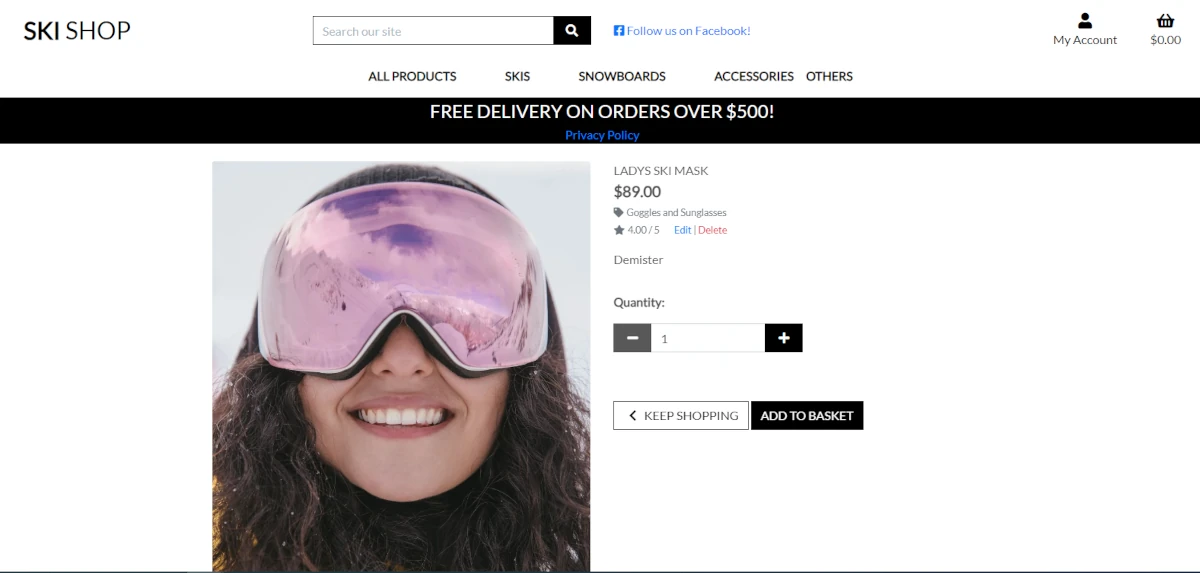 SKI SHOP
Search our site
Follow us on Facebook!
My Account
$0.00
ALL PRODUCTS SKIS SNOWBOARDS ACCESSORIES OTHERS
FREE DELIVERY ON ORDERS OVER $500!
Privacy Policy
LADYS SKI MASK
$89.00
Goggles and Sunglasses
4.00 / 5 Edit | Delete
Demister
Quantity:
1
KEEP SHOPPING ADD TO BASKET